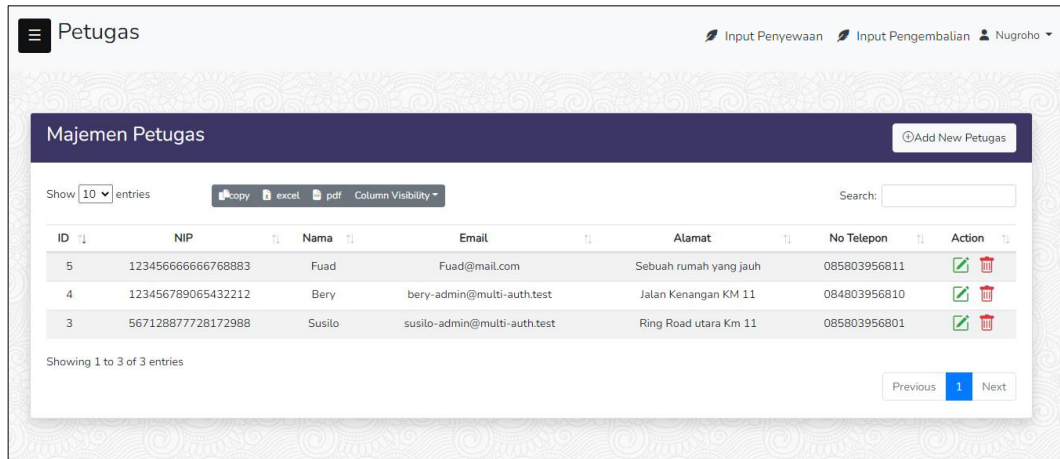 Petugas Input Penyewaan Input Pengembalian Nugroho
Majemen Petugas Add New Petugas
Show 10 entries copy excel pdf Column Visibility Search:
ID NIP Nama Email Alamat No Telepon Action
5 123456666666768883 Fuad Fuad@mail.com Sebuah rumah yang jauh 085803956811
4 123456789065432212 Bery bery-admin@multi-auth.test Jalan Kenangan KM 11 084803956810
3 567128877728172988 Susilo susilo-admin@multi-auth.test Ring Road utara Km 11 085803956801
Showing 1 to 3 of 3 entries
Previous 1 Next